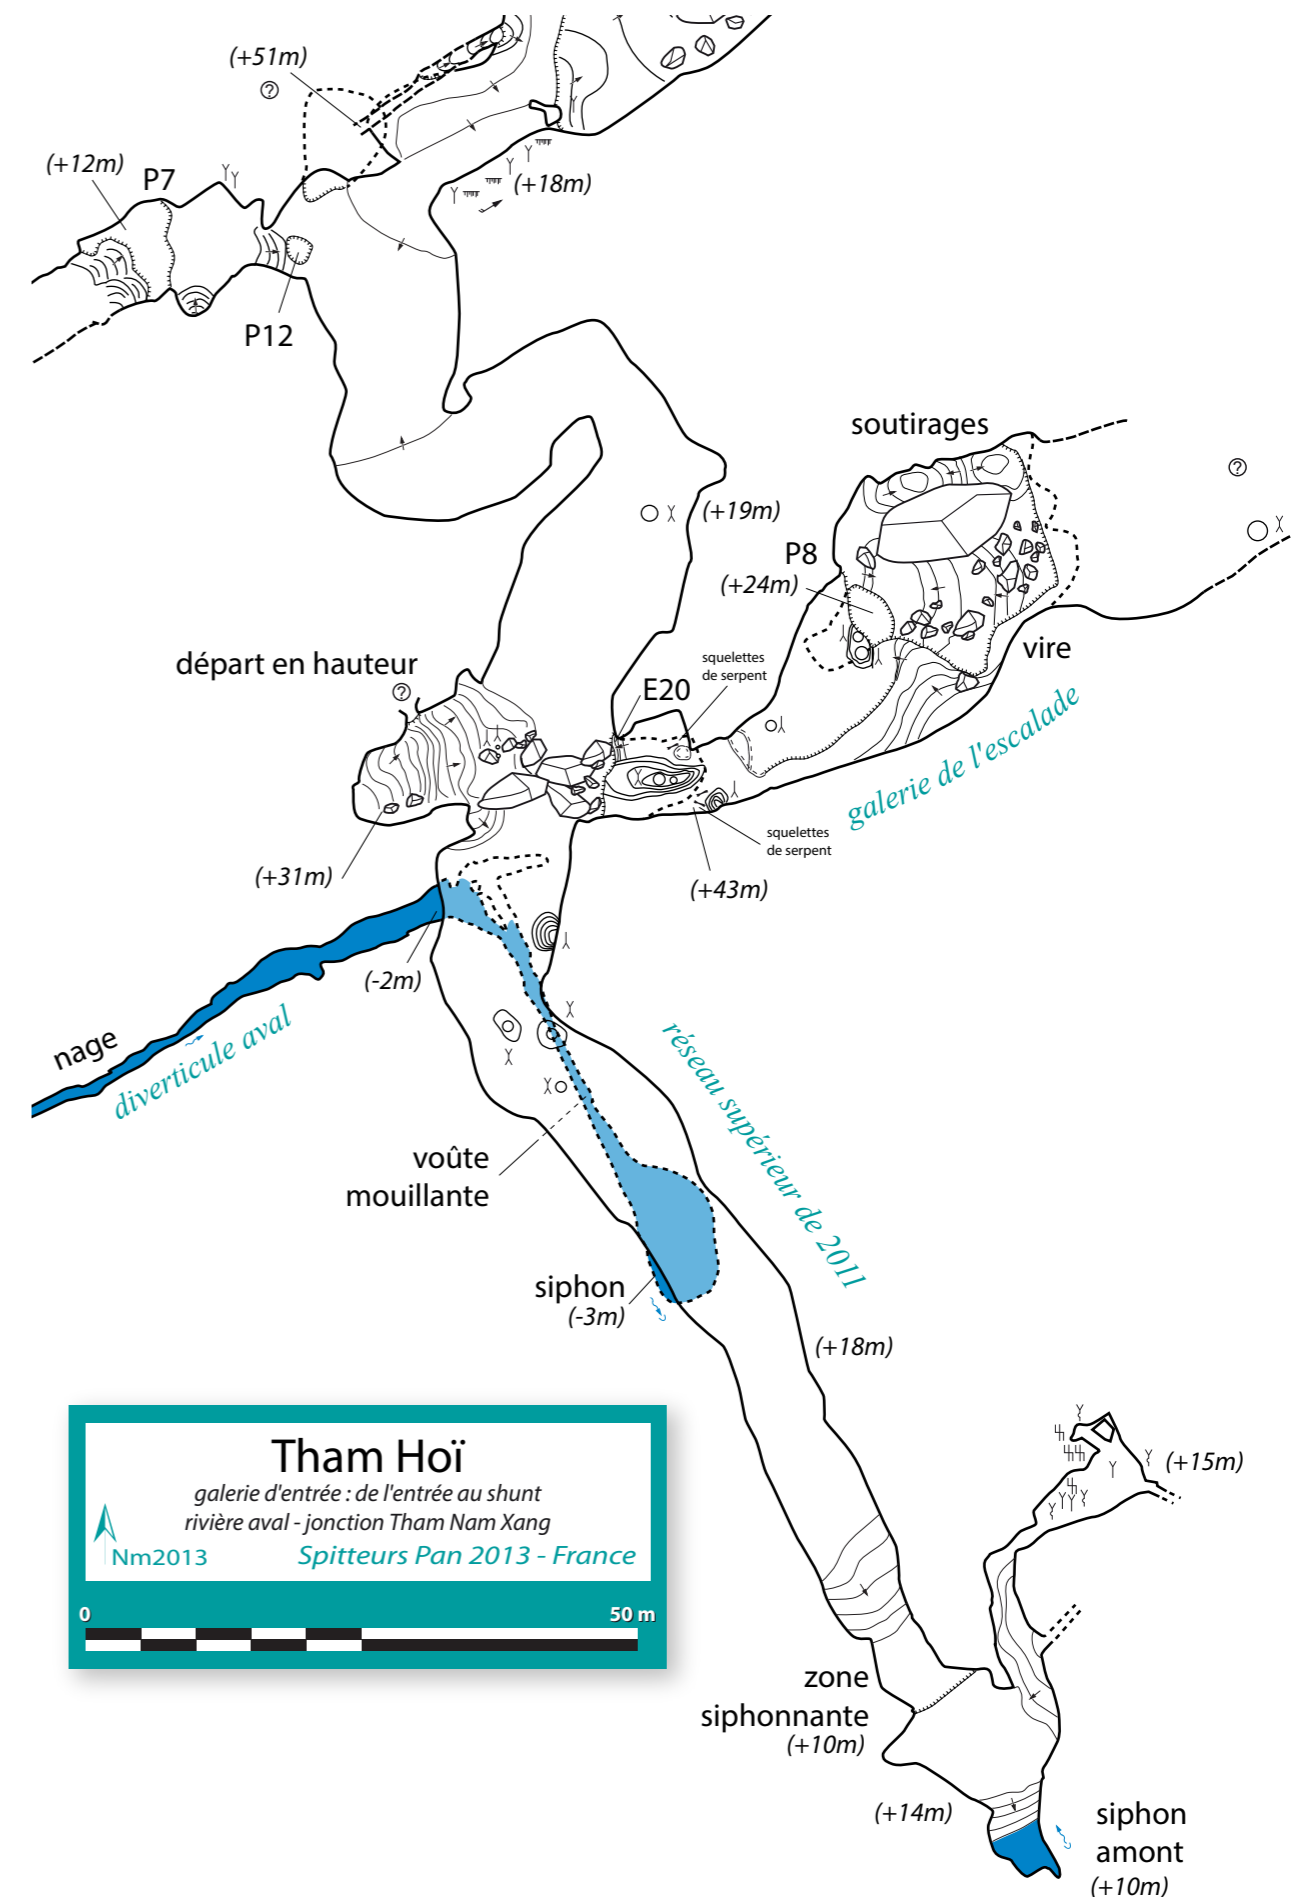 (+51m)
?
(+12m)
P7
(+18m)
P12
soutirages
?
(+19m)
P8
(+24m)
départ en hauteur
?
squelettes
de serpent
E20
vire
galerie de l'escalade
squelettes
de serpent
(+31m)
(+43m)
(-2m)
nage
diverticule aval
réseau supérieur de 2011
voûte
mouillante
siphon
(-3m)
(+18m)
(+15m)
Tham Hoï
galerie d'entrée : de l'entrée au shunt
rivière aval - jonction Tham Nam Xang
Nm2013
Spitteurs Pan 2013 - France
0
50 m
zone
siphonnante
(+10m)
(+14m)
siphon
amont
(+10m)